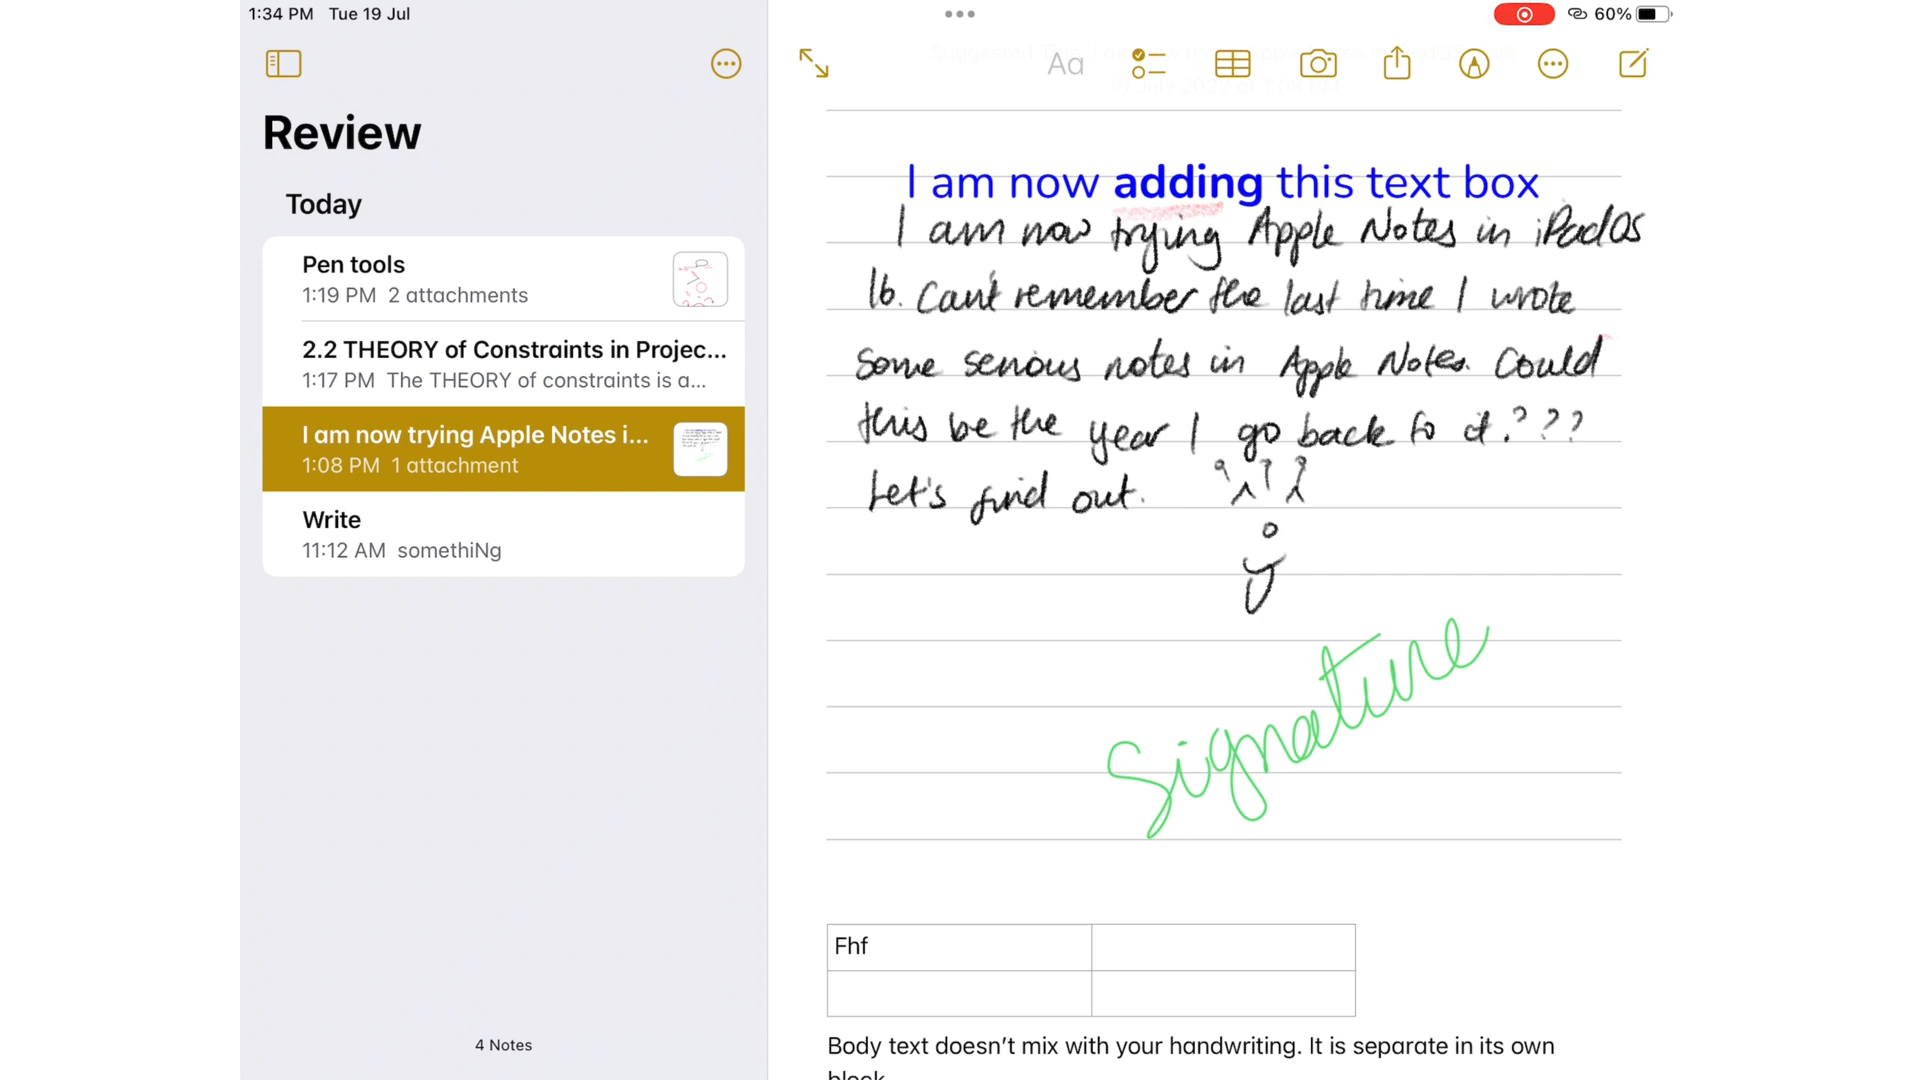 1:34 PM Tue 19 Jul
60%
Review
Today
Pen tools
1:19 PM 2 attachments
2.2 THEORY of Constraints in Projec...
1:17 PM The THEORY of constraints is a...
I am now trying Apple Notes i...
1:08 PM 1 attachment
Write
11:12 AM somethiNg
4 Notes
Aa
I am now adding this text box
I am now trying Apple Notes in iPadOS
16. Can't remember the last time I wrote
some serious notes in Apple Notes. Could
this be the year I go back to it???
Let's find out.
Signature
Fhf
Body text doesn't mix with your handwriting. It is separate in its own
block